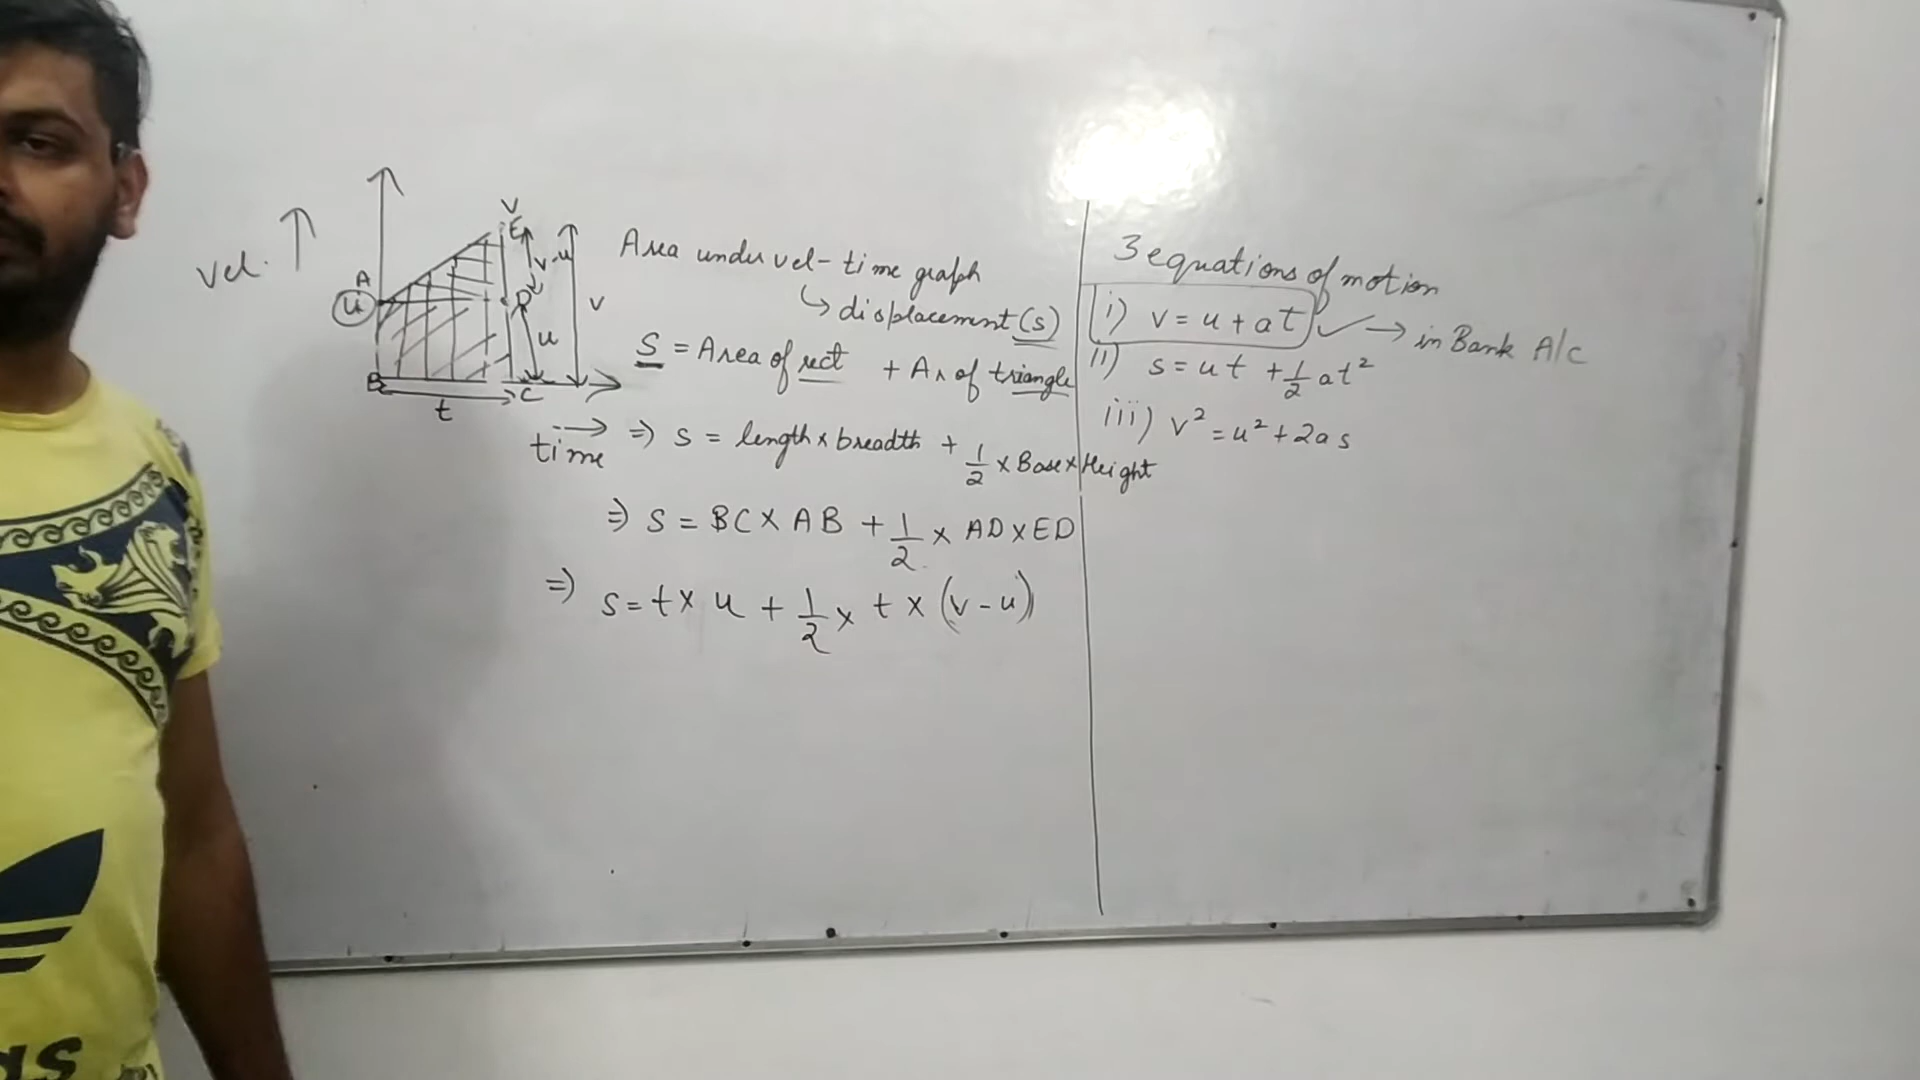 vel. ↑
V
E
A
u
v-u
D
v
u
B
C
t
time →
Area under vel-time graph
↳ displacement (s)
S = Area of rect + Ar of triangle
⇒ s = length × breadth + 1/2 × Base × Height
⇒ S = BC × AB + 1/2 × AD × ED
⇒ s = t × u + 1/2 × t × (v - u)
3 equations of motion
i) v = u + at ✓ → in Bank A/c
ii) s = ut + 1/2 at²
iii) v² = u² + 2as